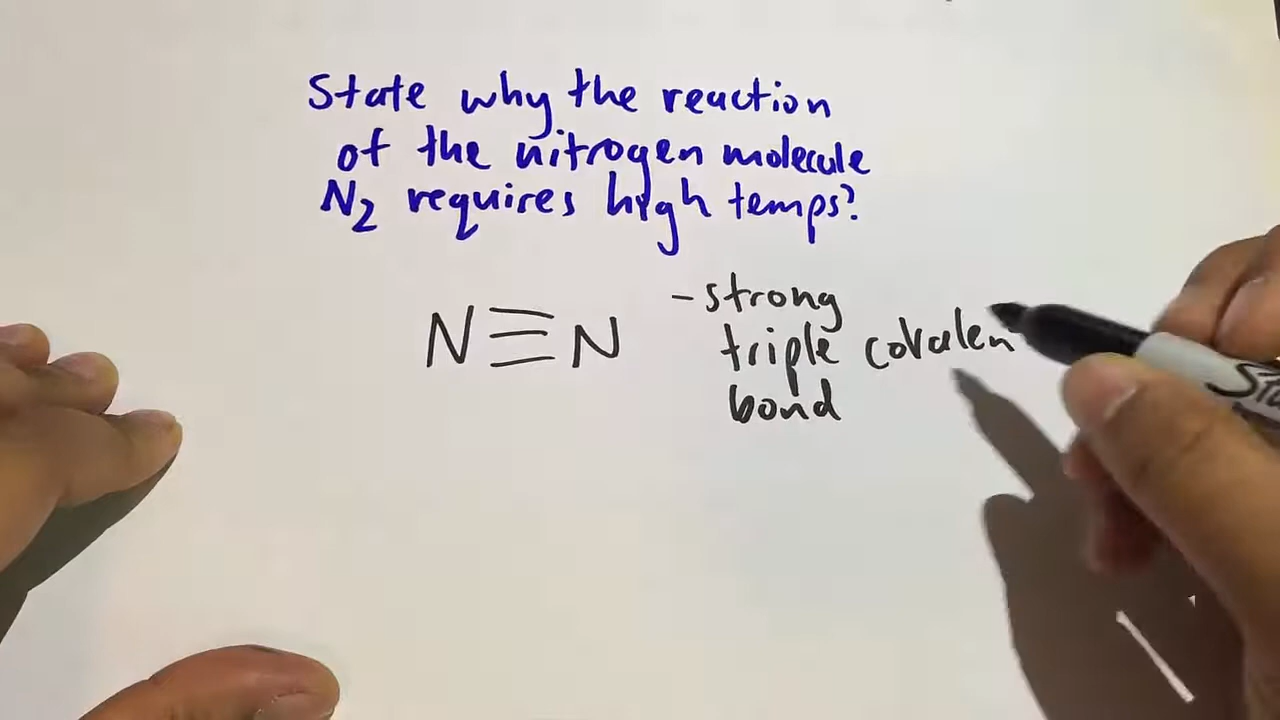 State why the reaction
of the nitrogen molecule
N2 requires high temps?
N≡N
-strong
triple covalen
bond